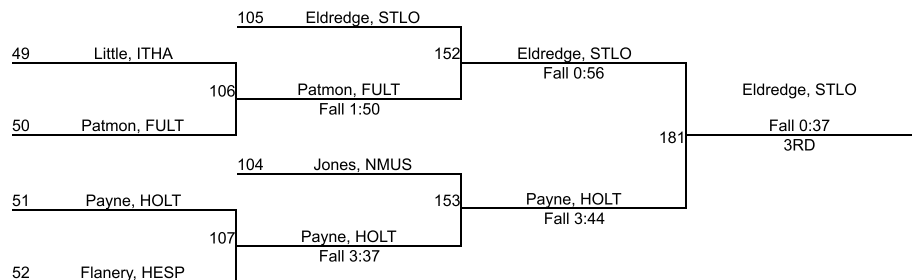 105 Eldredge, STLO
49 Little, ITHA
152 Eldredge, STLO
Fall 0:56
106 Patmon, FULT
Fall 1:50
Eldredge, STLO
50 Patmon, FULT
Fall 0:37
181
3RD
104 Jones, NMUS
51 Payne, HOLT
153 Payne, HOLT
Fall 3:44
107 Payne, HOLT
Fall 3:37
52 Flanery, HESP